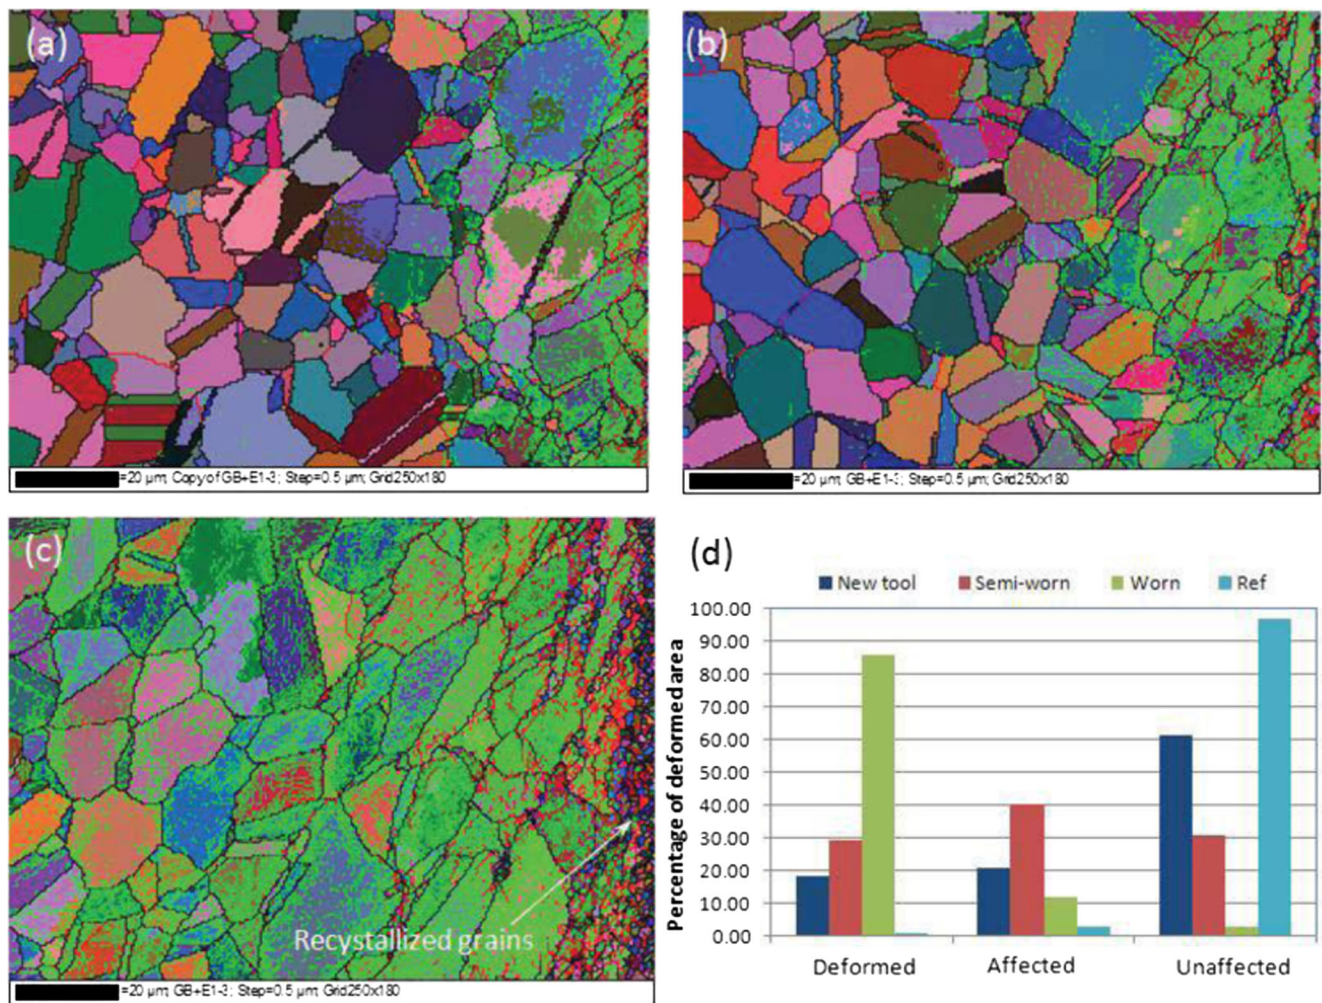 (a)
(b)
=20 µm; Copy of GB+E1-3; Step=0.5 µm; Grid250x180
=20 µm; GB+E1-3; Step=0.5 µm; Grid250x180
(c)
Recystallized grains
=20 µm; GB+E1-3; Step=0.5 µm; Grid250x180
(d)
New tool Semi-worn Worn Ref
Percentage of deformed area
100.00
90.00
80.00
70.00
60.00
50.00
40.00
30.00
20.00
10.00
0.00
Deformed Affected Unaffected